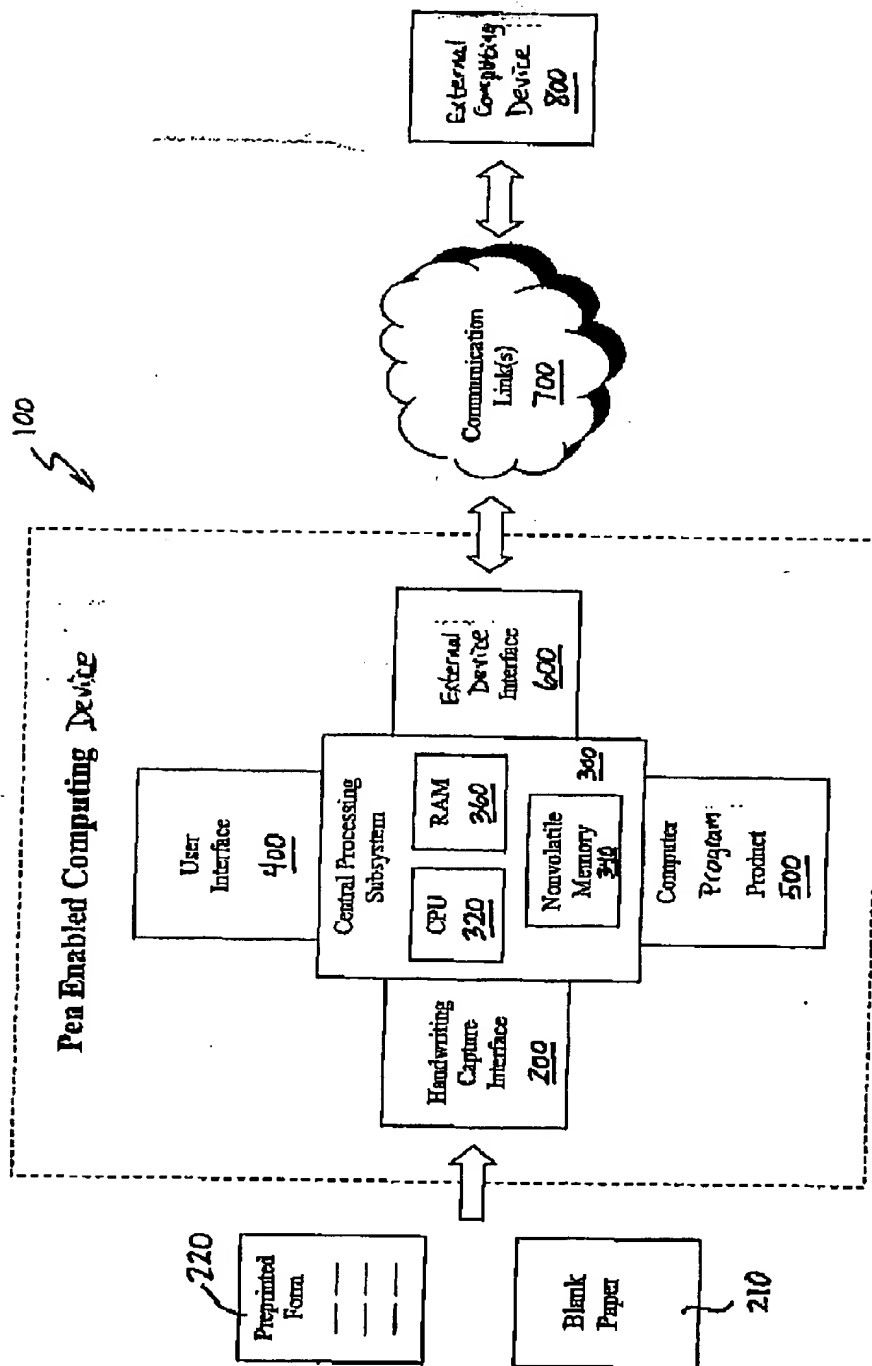 100
Pen Enabled Computing Device
220
Preprinted
Form
Blank
Paper
210
User
Interface
400
Handwriting
Capture
Interface
200
Central Processing
Subsystem
CPU
320
RAM
360
Nonvolatile
Memory
340
300
External
Device
Interface
600
Computer
Program
Product
500
Communication
Link(s)
700
External
Computing
Device
800